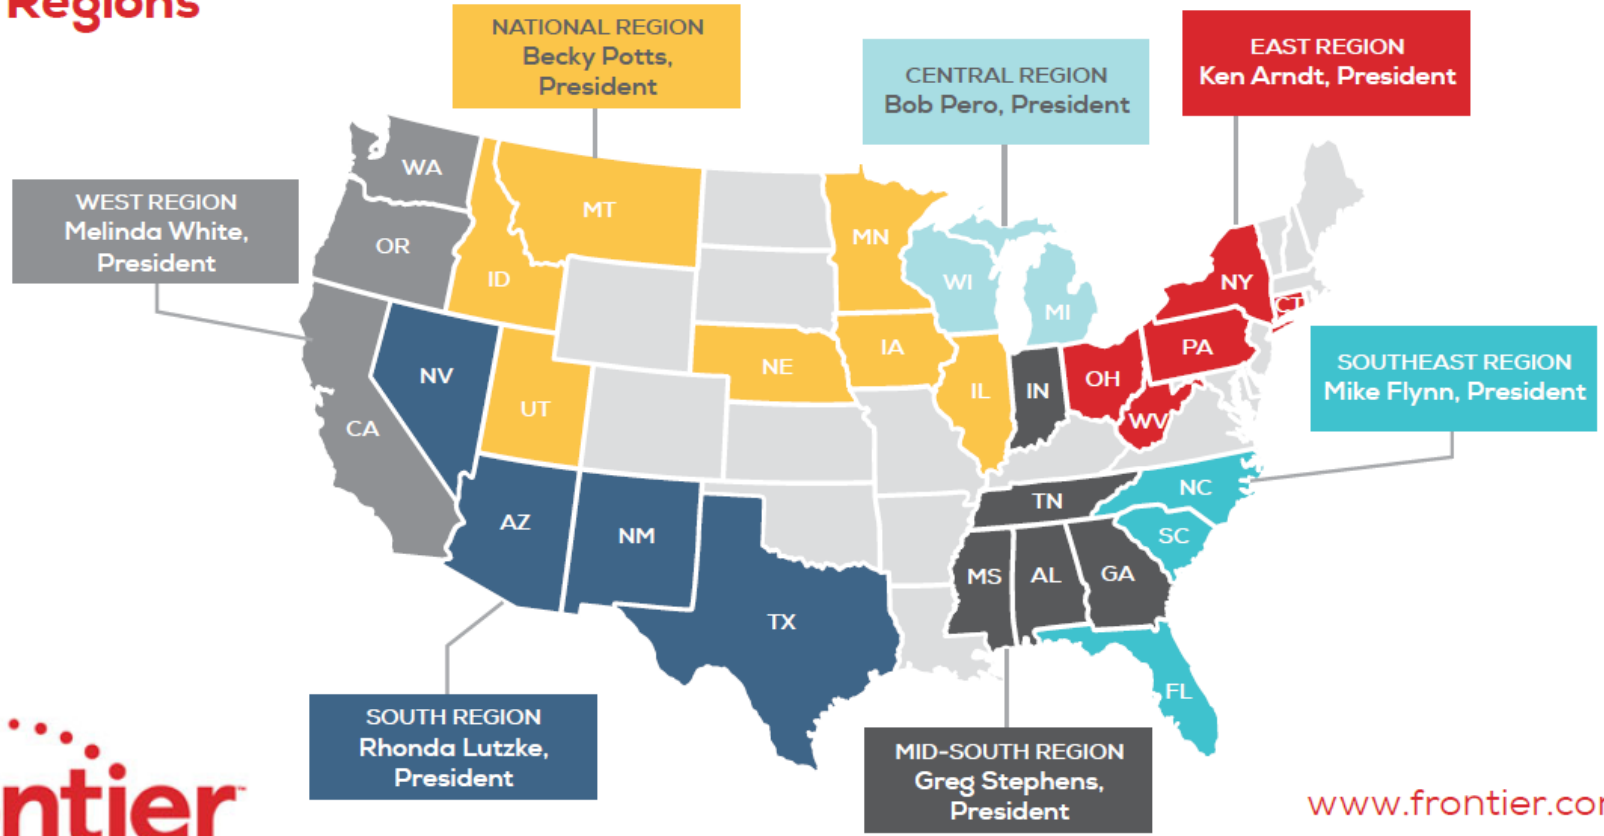 Regions
NATIONAL REGION
Becky Potts,
President
CENTRAL REGION
Bob Pero, President
EAST REGION
Ken Arndt, President
WEST REGION
Melinda White,
President
SOUTHEAST REGION
Mike Flynn, President
WA
MT
OR
ID
MN
WI
MI
NY
CT
NV
UT
NE
IA
IL
IN
OH
PA
WV
CA
AZ
NM
TX
TN
NC
SC
MS
AL
GA
FL
SOUTH REGION
Rhonda Lutzke,
President
MID-SOUTH REGION
Greg Stephens,
President
ntier
www.frontier.co